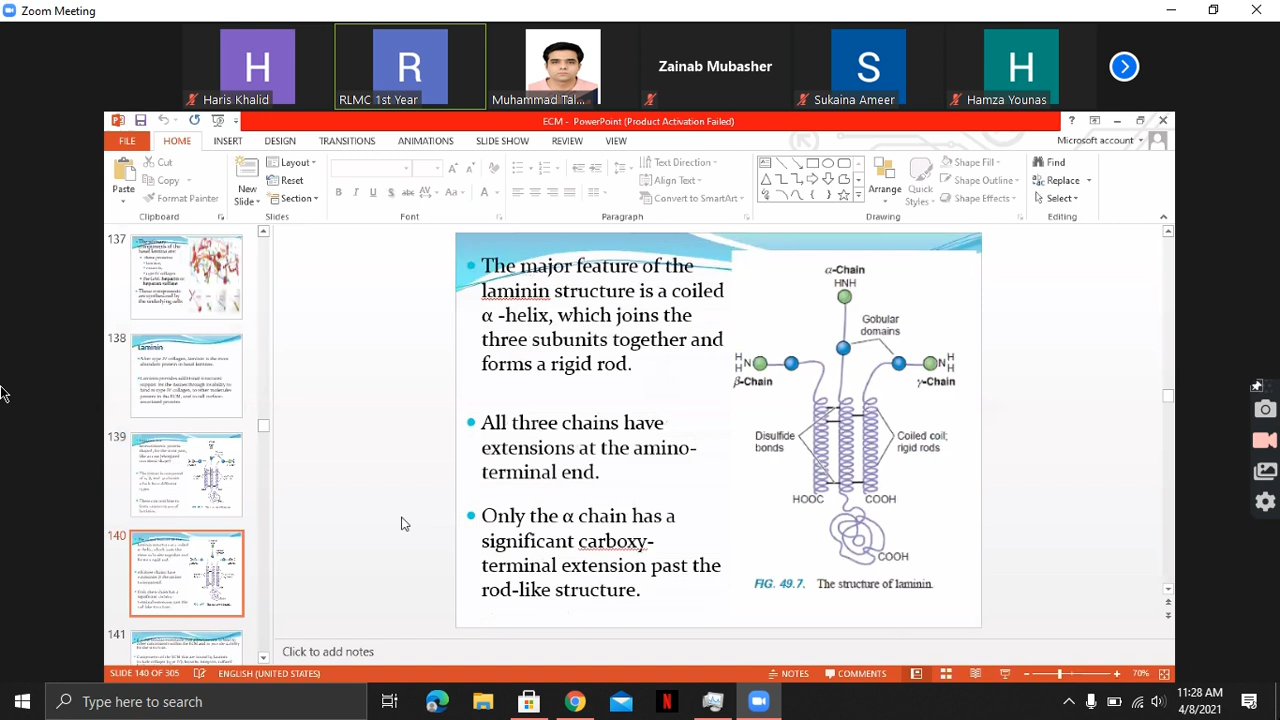 Zoom Meeting
H
R
Zainab Mubasher
S
H
Haris Khalid
RLMC 1st Year
Muhammad Tal...
Sukaina Ameer
Hamza Younas
ECM - PowerPoint (Product Activation Failed)
FILE
HOME
INSERT
DESIGN
TRANSITIONS
ANIMATIONS
SLIDE SHOW
REVIEW
VIEW
Microsoft account
Paste
Cut
Copy
Format Painter
Clipboard
New
Slide
Layout
Reset
Section
Slides
Font
Paragraph
Text Direction
Align Text
Convert to SmartArt
Arrange
Quick
Styles
Shape Fill
Shape Outline
Shape Effects
Drawing
Find
Replace
Select
Editing
137
138
Laminin
139
140
141
The major feature of the
laminin structure is a coiled
α -helix, which joins the
three subunits together and
forms a rigid rod.
All three chains have
extensions at the amino-
terminal end.
Only the α chain has a
significant carboxy-
terminal extension past the
rod-like structure.
α-Chain
HNH
Gobular
domains
H
H N
N H
H
β-Chain
γ-Chain
Disulfide
bonds
Coiled coil;
rigid rods
HOOC
COOH
COOH
FIG. 49.7. The structure of laminin.
Click to add notes
SLIDE 140 OF 305
ENGLISH (UNITED STATES)
NOTES
COMMENTS
70%
Type here to search
11:28 AM
4/8/2021